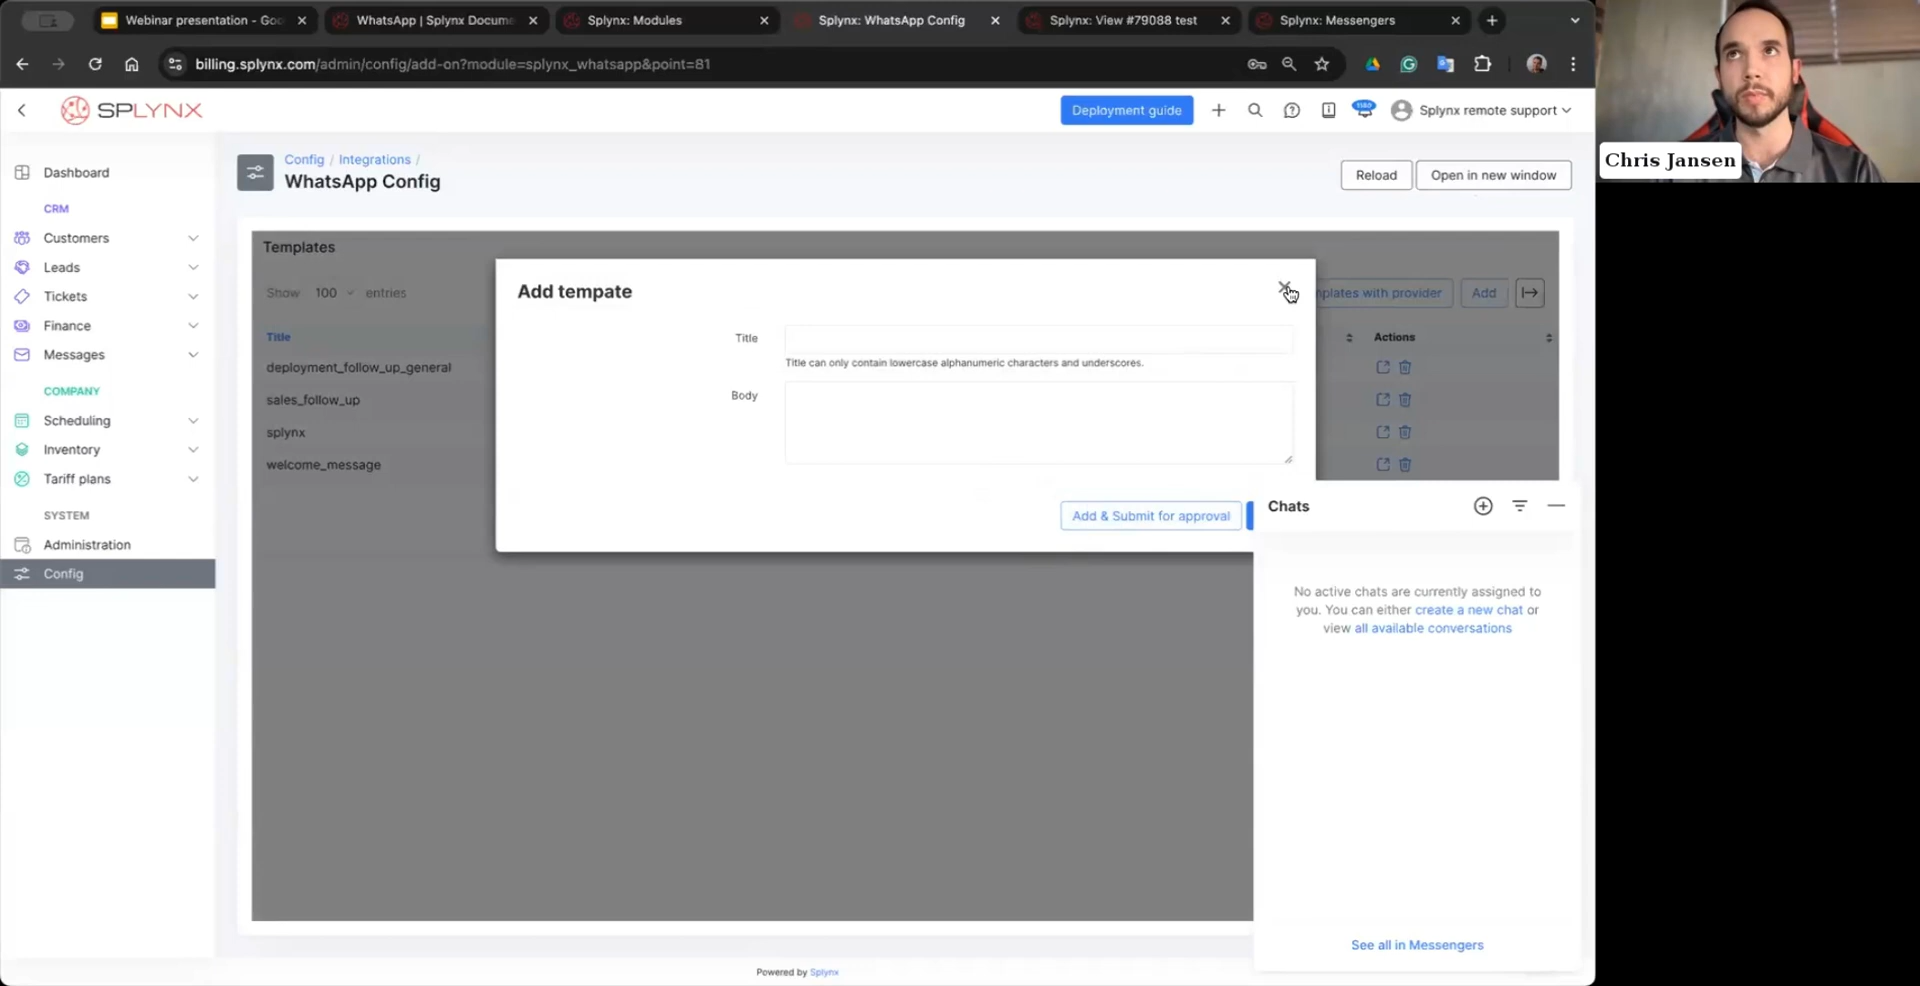 Webinar presentation - Goo
WhatsApp | Splynx Docume
Splynx: Modules
Splynx: WhatsApp Config
Splynx: View #79088 test
Splynx: Messengers
billing.splynx.com/admin/config/add-on?module=splynx_whatsapp&point=81
SPLYNX
Deployment guide
Splynx remote support
Chris Jansen
Dashboard
CRM
Customers
Leads
Tickets
Finance
Messages
COMPANY
Scheduling
Inventory
Tariff plans
SYSTEM
Administration
Config
Config / Integrations /
WhatsApp Config
Reload
Open in new window
Templates
Show 100 entries
mplates with provider
Add
Title
Actions
deployment_follow_up_general
sales_follow_up
splynx
welcome_message
Add tempate
Title
Title can only contain lowercase alphanumeric characters and underscores.
Body
Add & Submit for approval
Chats
No active chats are currently assigned to
you. You can either create a new chat or
view all available conversations
See all in Messengers
Powered by Splynx